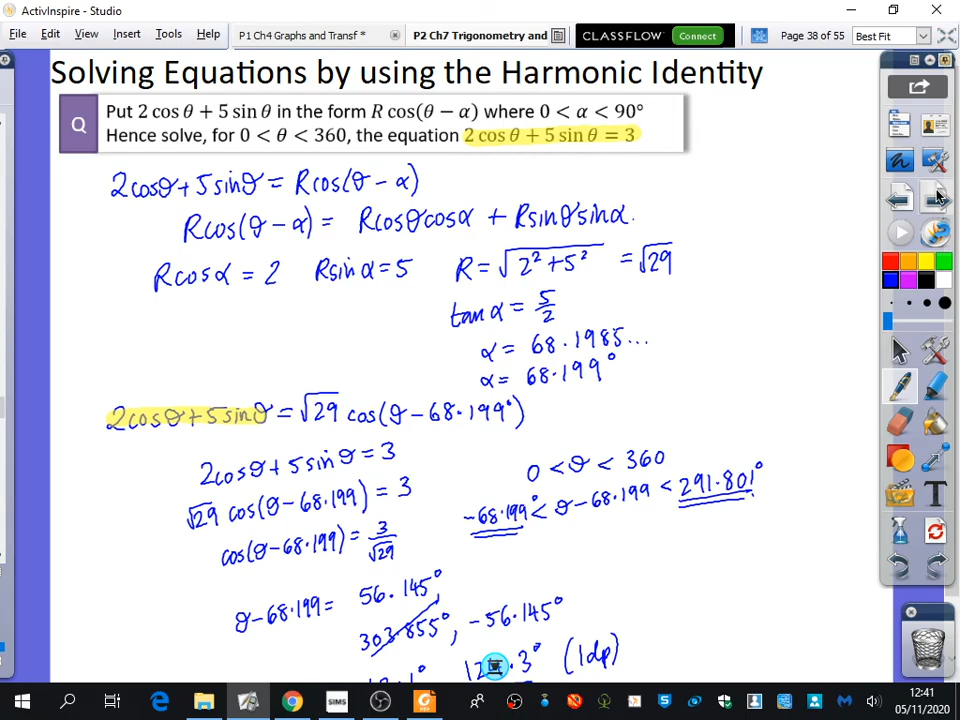 ActivInspire - Studio
File Edit View Insert Tools Help
P1 Ch4 Graphs and Transf *
P2 Ch7 Trigonometry and
CLASSFLOW Connect
Page 38 of 55
Best Fit
Solving Equations by using the Harmonic Identity
Q
Put 2 cos θ + 5 sin θ in the form R cos(θ − α) where 0 < α < 90°
Hence solve, for 0 < θ < 360, the equation 2 cos θ + 5 sin θ = 3
2cosθ + 5 sinθ = Rcos(θ − α)
Rcos(θ − α) = Rcosθcosα + Rsinθsinα.
Rcosα = 2 Rsinα = 5 R = √(2² + 5²) = √29
tanα = 5/2
α = 68.1985...
α = 68.199°
2cosθ + 5sinθ = √29 cos(θ − 68.199°)
2cosθ + 5sinθ = 3
0 < θ < 360
√29 cos(θ − 68.199) = 3
−68.199° < θ − 68.199 < 291.801°
cos(θ − 68.199) = 3/√29
θ − 68.199 = 56.145°
303.855°, −56.145°
.3° (1dp)
T
SIMS
12:41
05/11/2020